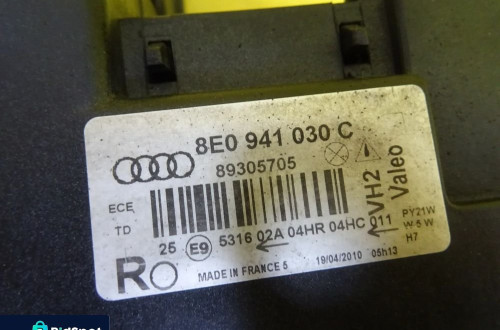 8E0 941 030 C
89305705
ECE
TD
25 E9 5316 02A 04HR 04HC 011
VH2
Valeo
PY21W
W 5 W
H7
R
MADE IN FRANCE 5 19/04/2010 05h13
BidSpot